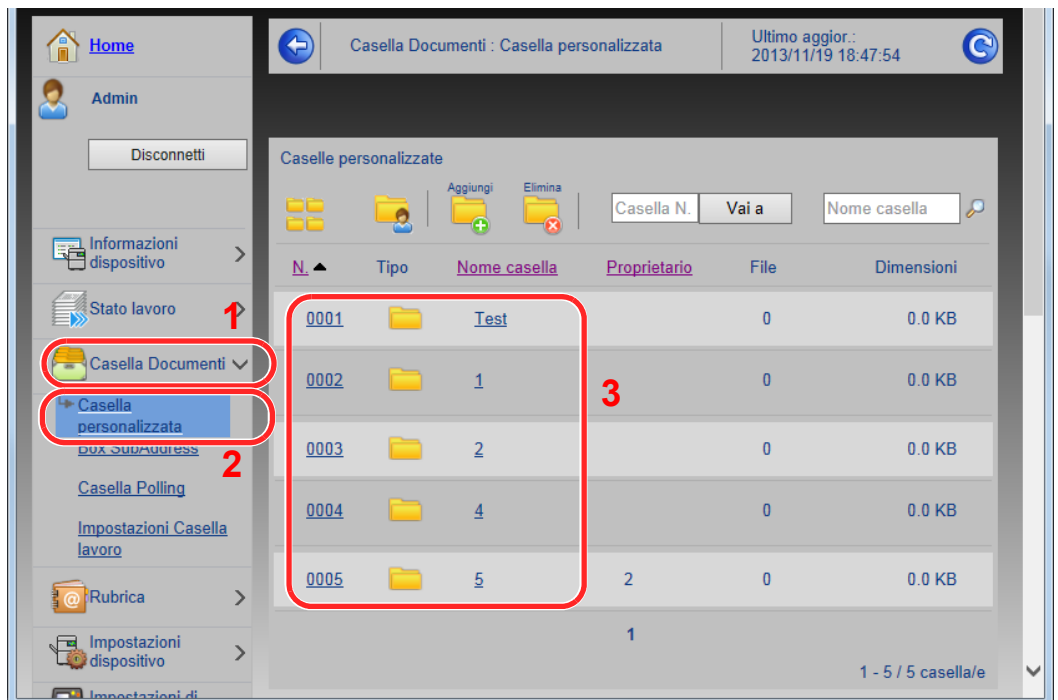 Home
Admin
Disconnetti
Informazioni
dispositivo
Stato lavoro
1
Casella Documenti
Casella
personalizzata
2
Box SubAddress
Casella Polling
Impostazioni Casella
lavoro
Rubrica
Impostazioni
dispositivo
Impostazioni di
Casella Documenti : Casella personalizzata
Ultimo aggior.:
2013/11/19 18:47:54
Caselle personalizzate
Aggiungi Elimina
Casella N. Vai a Nome casella
N. Tipo Nome casella Proprietario File Dimensioni
0001 Test 0 0.0 KB
0002 1 0 0.0 KB
3
0003 2 0 0.0 KB
0004 4 0 0.0 KB
0005 5 2 0 0.0 KB
1
1 - 5 / 5 casella/e